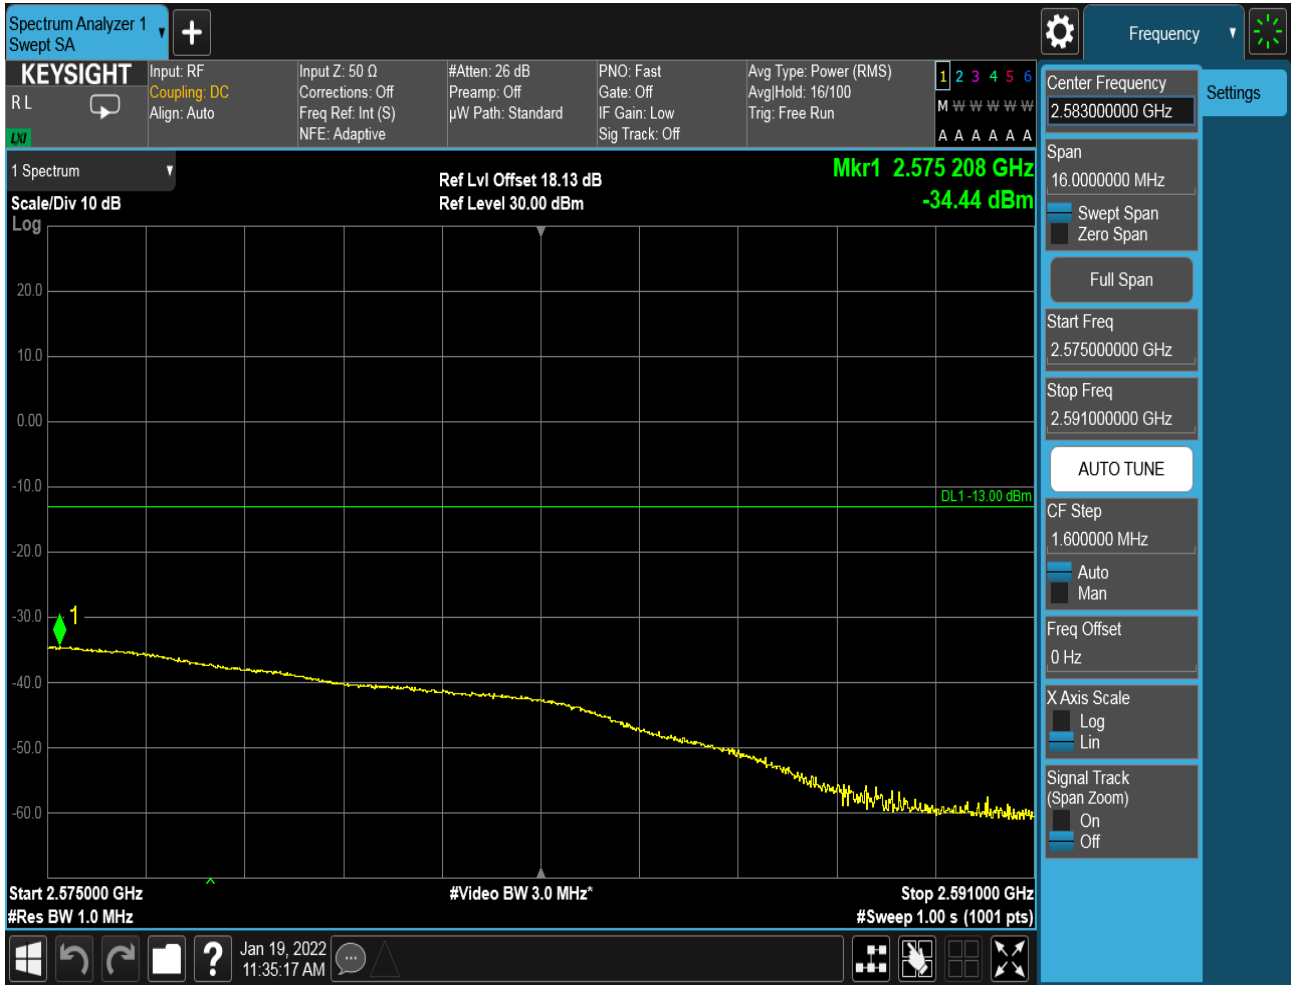 Spectrum Analyzer 1
Swept SA
Frequency
KEYSIGHT
R L
LXI
Input: RF
Coupling: DC
Align: Auto
Input Z: 50 Ω
Corrections: Off
Freq Ref: Int (S)
NFE: Adaptive
#Atten: 26 dB
Preamp: Off
µW Path: Standard
PNO: Fast
Gate: Off
IF Gain: Low
Sig Track: Off
Avg Type: Power (RMS)
Avg|Hold: 16/100
Trig: Free Run
1 2 3 4 5 6
M W W W W W
A A A A A A
1 Spectrum
Scale/Div 10 dB
Log
Ref Lvl Offset 18.13 dB
Ref Level 30.00 dBm
Mkr1 2.575 208 GHz
-34.44 dBm
20.0
10.0
0.00
-10.0
DL1 -13.00 dBm
-20.0
-30.0
1
-40.0
-50.0
-60.0
Start 2.575000 GHz
#Video BW 3.0 MHz*
Stop 2.591000 GHz
#Res BW 1.0 MHz
#Sweep 1.00 s (1001 pts)
?
Jan 19, 2022
11:35:17 AM
Center Frequency
2.583000000 GHz
Settings
Span
16.0000000 MHz
Swept Span
Zero Span
Full Span
Start Freq
2.575000000 GHz
Stop Freq
2.591000000 GHz
AUTO TUNE
CF Step
1.600000 MHz
Auto
Man
Freq Offset
0 Hz
X Axis Scale
Log
Lin
Signal Track
(Span Zoom)
On
Off